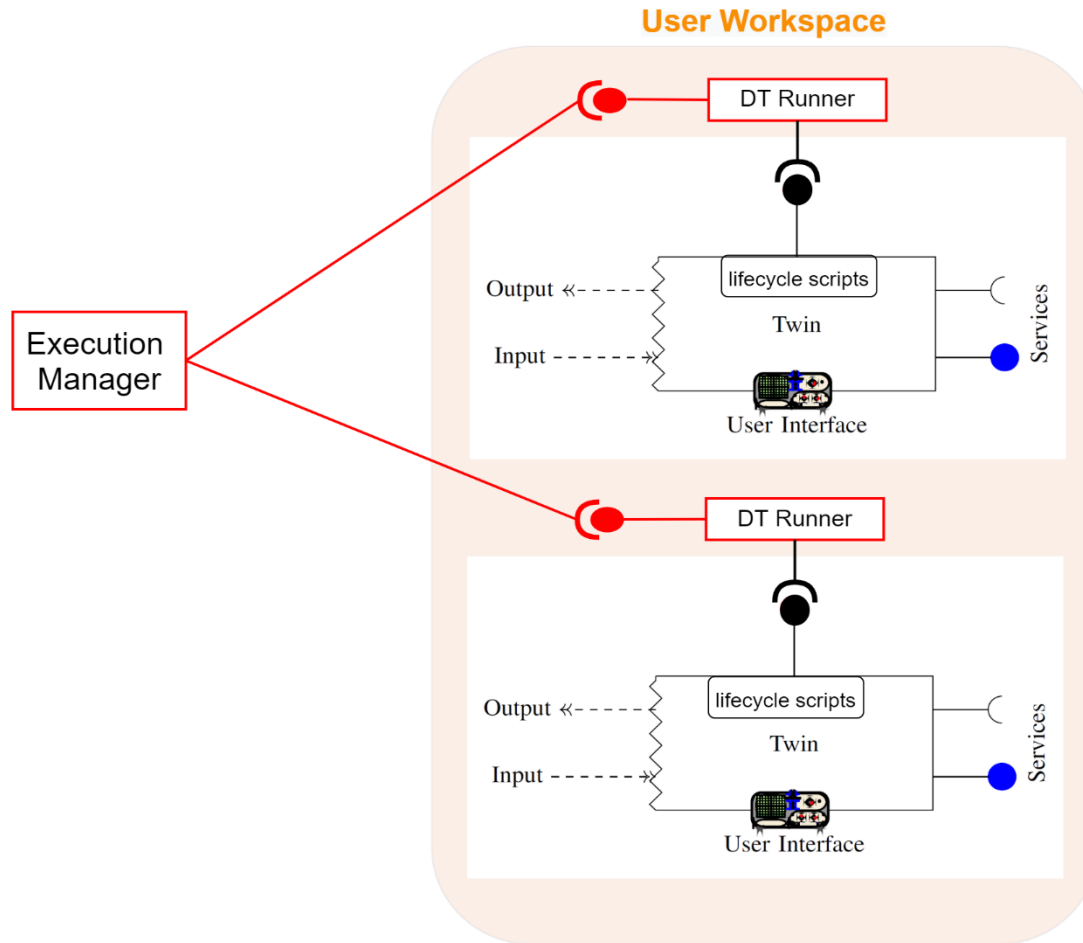 User Workspace
DT Runner
lifecycle scripts
Output
Twin
Input
Services
User Interface
Execution
Manager
DT Runner
lifecycle scripts
Output
Twin
Input
Services
User Interface